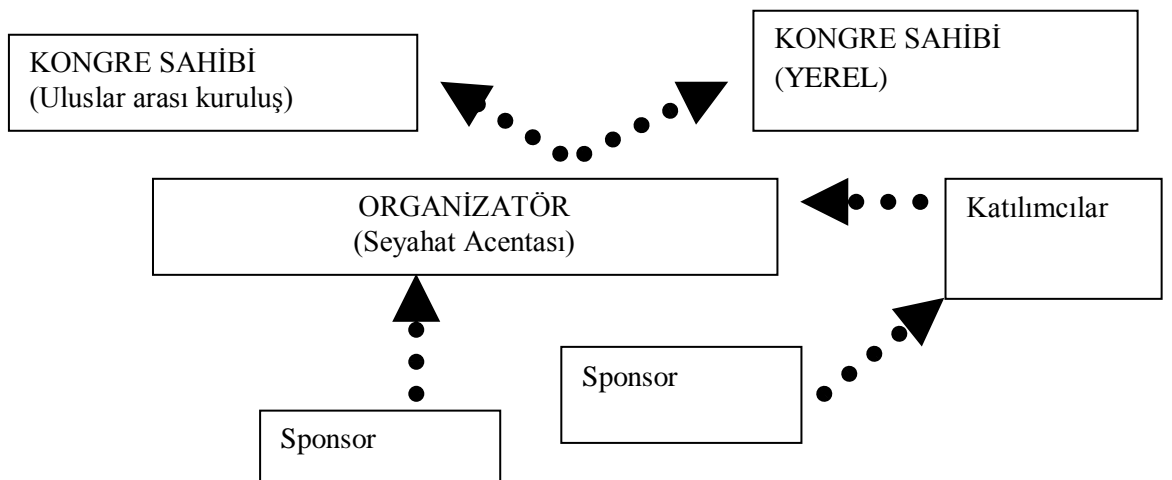 KONGRE SAHİBİ
(Uluslar arası kuruluş)
KONGRE SAHİBİ
(YEREL)
ORGANİZATÖR
(Seyahat Acentası)
Katılımcılar
Sponsor
Sponsor